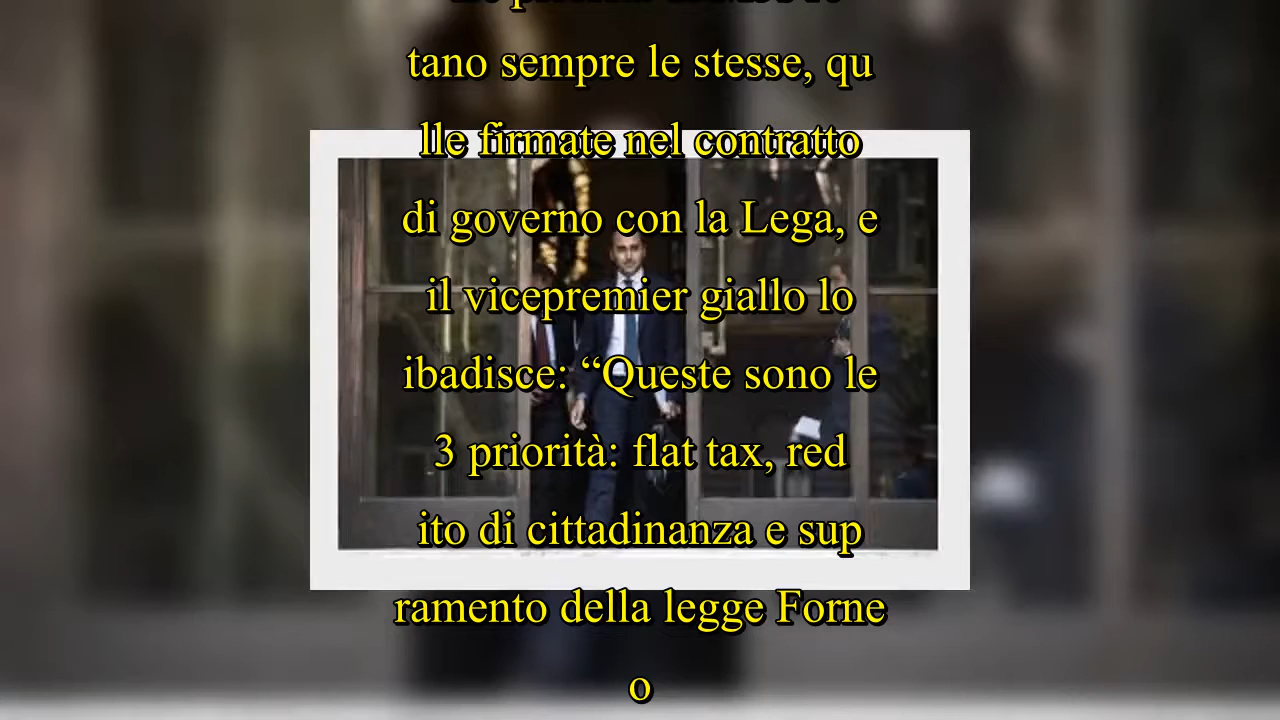 tano sempre le stesse, qu
lle firmate nel contratto
di governo con la Lega, e
il vicepremier giallo lo
ibadisce: “Queste sono le
3 priorità: flat tax, red
ito di cittadinanza e sup
ramento della legge Forne
o